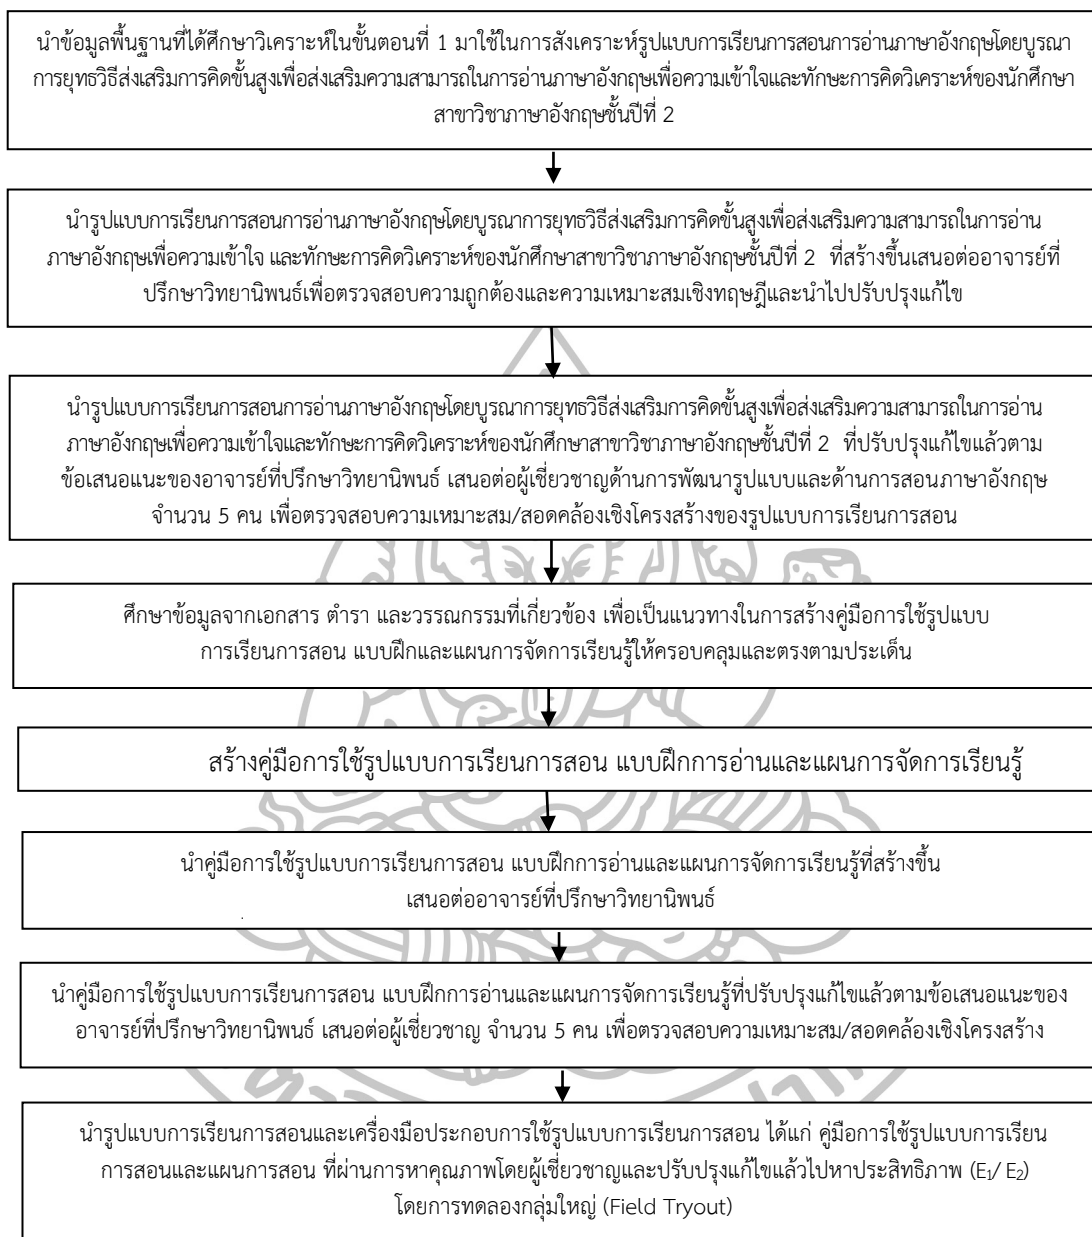 นำข้อมูลพื้นฐานที่ได้ศึกษาวิเคราะห์ในขั้นตอนที่ 1 มาใช้ในการสังเคราะห์รูปแบบการเรียนการสอนการอ่านภาษาอังกฤษโดยบูรณา
การยุทธวิธีส่งเสริมการคิดขั้นสูงเพื่อส่งเสริมความสามารถในการอ่านภาษาอังกฤษเพื่อความเข้าใจและทักษะการคิดวิเคราะห์ของนักศึกษา
สาขาวิชาภาษาอังกฤษชั้นปีที่ 2
นำรูปแบบการเรียนการสอนการอ่านภาษาอังกฤษโดยบูรณาการยุทธวิธีส่งเสริมการคิดขั้นสูงเพื่อส่งเสริมความสามารถในการอ่าน
ภาษาอังกฤษเพื่อความเข้าใจ และทักษะการคิดวิเคราะห์ของนักศึกษาสาขาวิชาภาษาอังกฤษชั้นปีที่ 2 ที่สร้างขึ้นเสนอต่ออาจารย์ที่
ปรึกษาวิทยานิพนธ์เพื่อตรวจสอบความถูกต้องและความเหมาะสมเชิงทฤษฎีและนำไปปรับปรุงแก้ไข
นำรูปแบบการเรียนการสอนการอ่านภาษาอังกฤษโดยบูรณาการยุทธวิธีส่งเสริมการคิดขั้นสูงเพื่อส่งเสริมความสามารถในการอ่าน
ภาษาอังกฤษเพื่อความเข้าใจและทักษะการคิดวิเคราะห์ของนักศึกษาสาขาวิชาภาษาอังกฤษชั้นปีที่ 2 ที่ปรับปรุงแก้ไขแล้วตาม
ข้อเสนอแนะของอาจารย์ที่ปรึกษาวิทยานิพนธ์ เสนอต่อผู้เชี่ยวชาญด้านการพัฒนารูปแบบและด้านการสอนภาษาอังกฤษ
จำนวน 5 คน เพื่อตรวจสอบความเหมาะสม/สอดคล้องเชิงโครงสร้างของรูปแบบการเรียนการสอน
ศึกษาข้อมูลจากเอกสาร ตำรา และวรรณกรรมที่เกี่ยวข้อง เพื่อเป็นแนวทางในการสร้างคู่มือการใช้รูปแบบ
การเรียนการสอน แบบฝึกและแผนการจัดการเรียนรู้ให้ครอบคลุมและตรงตามประเด็น
สร้างคู่มือการใช้รูปแบบการเรียนการสอน แบบฝึกการอ่านและแผนการจัดการเรียนรู้
นำคู่มือการใช้รูปแบบการเรียนการสอน แบบฝึกการอ่านและแผนการจัดการเรียนรู้ที่สร้างขึ้น
เสนอต่ออาจารย์ที่ปรึกษาวิทยานิพนธ์
นำคู่มือการใช้รูปแบบการเรียนการสอน แบบฝึกการอ่านและแผนการจัดการเรียนรู้ที่ปรับปรุงแก้ไขแล้วตามข้อเสนอแนะของ
อาจารย์ที่ปรึกษาวิทยานิพนธ์ เสนอต่อผู้เชี่ยวชาญ จำนวน 5 คน เพื่อตรวจสอบความเหมาะสม/สอดคล้องเชิงโครงสร้าง
นำรูปแบบการเรียนการสอนและเครื่องมือประกอบการใช้รูปแบบการเรียนการสอน ได้แก่ คู่มือการใช้รูปแบบการเรียน
การสอนและแผนการสอน ที่ผ่านการหาคุณภาพโดยผู้เชี่ยวชาญและปรับปรุงแก้ไขแล้วไปหาประสิทธิภาพ (E₁/ E₂)
โดยการทดลองกลุ่มใหญ่ (Field Tryout)